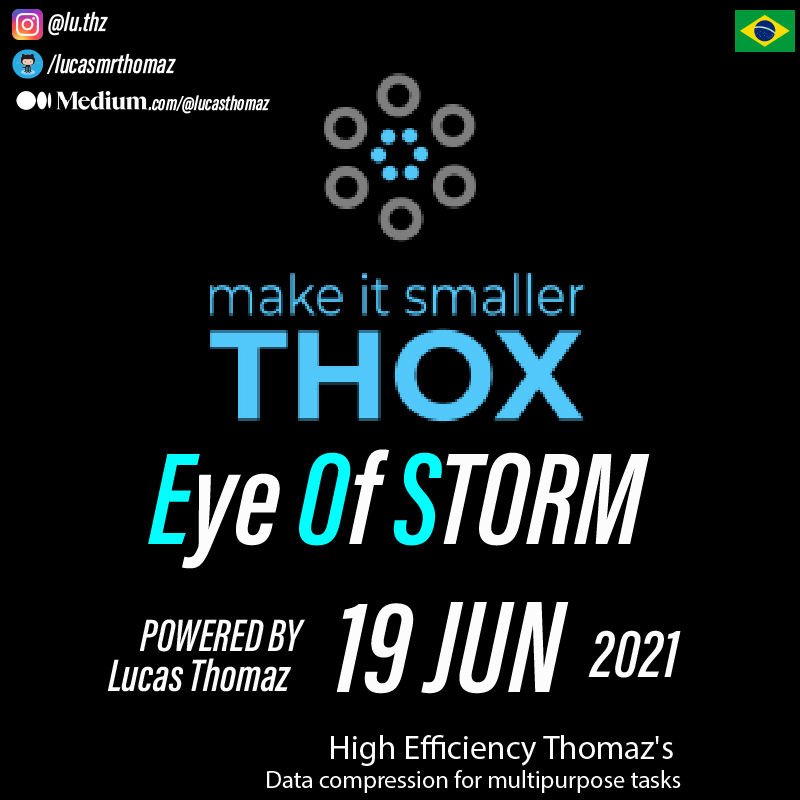 @lu.thz
/lucasmrthomaz
Medium.com/@lucasthomaz
make it smaller
THOX
Eye Of STORM
POWERED BY
Lucas Thomaz
19 JUN 2021
High Efficiency Thomaz's
Data compression for multipurpose tasks